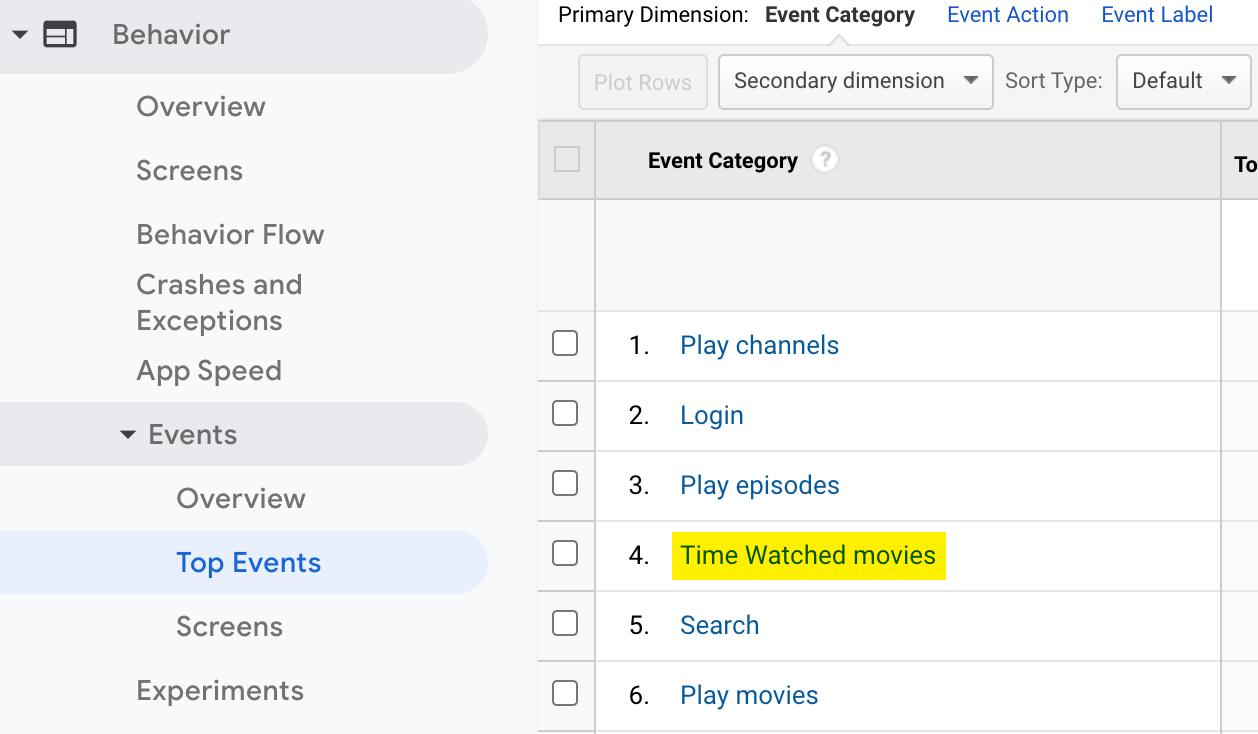 Behavior
Overview
Screens
Behavior Flow
Crashes and
Exceptions
App Speed
Events
Overview
Top Events
Screens
Experiments
Primary Dimension: Event Category Event Action Event Label
Plot Rows Secondary dimension Sort Type: Default
Event Category ? To
1. Play channels
2. Login
3. Play episodes
4. Time Watched movies
5. Search
6. Play movies